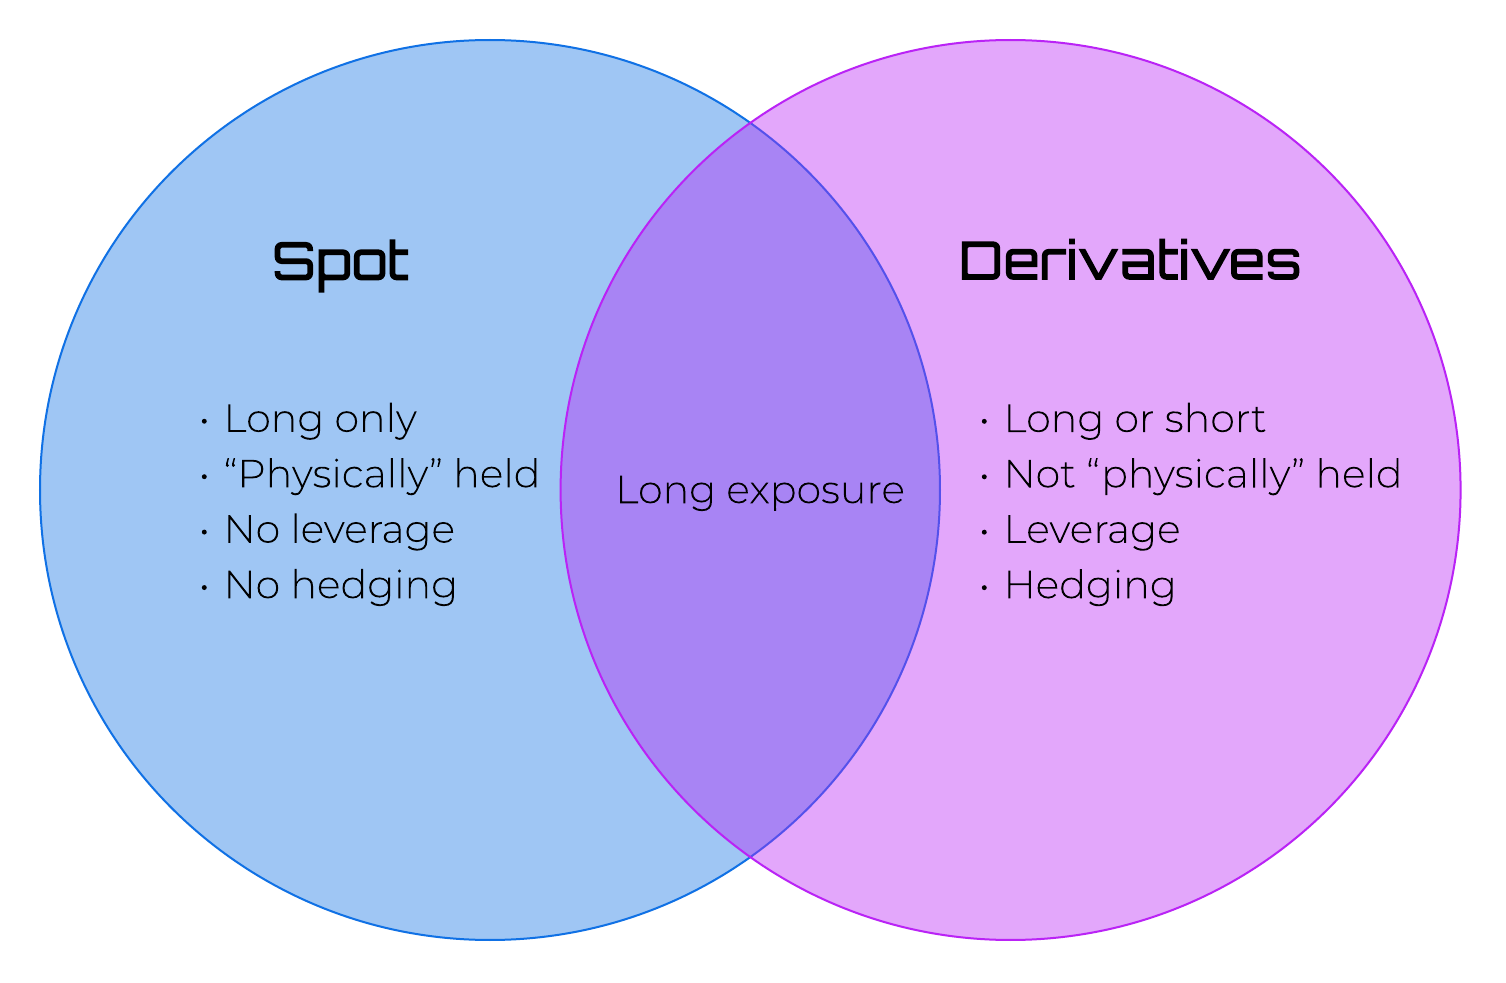 Spot
• Long only
• “Physically” held
• No leverage
• No hedging
Long exposure
Derivatives
• Long or short
• Not “physically” held
• Leverage
• Hedging